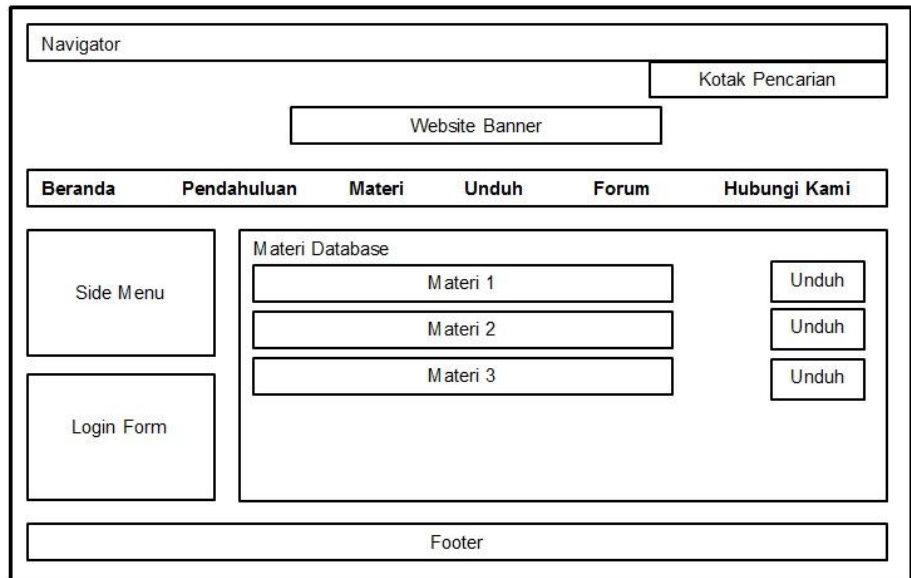 Navigator
Kotak Pencarian
Website Banner
Beranda Pendahuluan Materi Unduh Forum Hubungi Kami
Side Menu
Login Form
Materi Database
Materi 1 Unduh
Materi 2 Unduh
Materi 3 Unduh
Footer